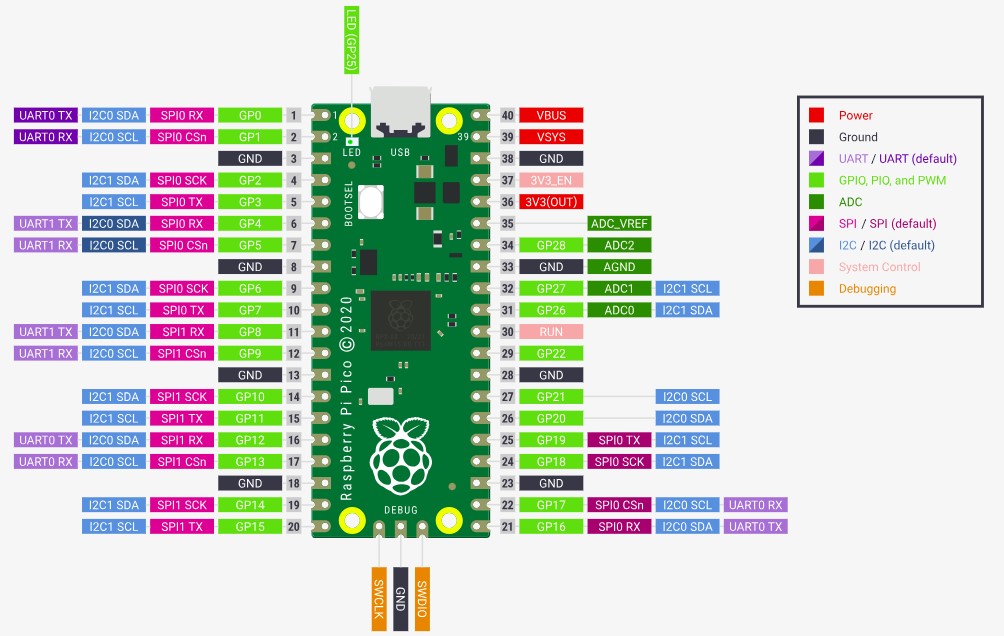 LED (GP25)
UART0 TX I2C0 SDA SPI0 RX GP0 1
UART0 RX I2C0 SCL SPI0 CSn GP1 2
GND 3
I2C1 SDA SPI0 SCK GP2 4
I2C1 SCL SPI0 TX GP3 5
UART1 TX I2C0 SDA SPI0 RX GP4 6
UART1 RX I2C0 SCL SPI0 CSn GP5 7
GND 8
I2C1 SDA SPI0 SCK GP6 9
I2C1 SCL SPI0 TX GP7 10
UART1 TX I2C0 SDA SPI1 RX GP8 11
UART1 RX I2C0 SCL SPI1 CSn GP9 12
GND 13
I2C1 SDA SPI1 SCK GP10 14
I2C1 SCL SPI1 TX GP11 15
UART0 TX I2C0 SDA SPI1 RX GP12 16
UART0 RX I2C0 SCL SPI1 CSn GP13 17
GND 18
I2C1 SDA SPI1 SCK GP14 19
I2C1 SCL SPI1 TX GP15 20
1
2
39
LED
USB
BOOTSEL
Raspberry Pi Pico ©2020
DEBUG
SWCLK
GND
SWDIO
40 VBUS
39 VSYS
38 GND
37 3V3_EN
36 3V3(OUT)
35 ADC_VREF
34 GP28 ADC2
33 GND AGND
32 GP27 ADC1 I2C1 SCL
31 GP26 ADC0 I2C1 SDA
30 RUN
29 GP22
28 GND
27 GP21 I2C0 SCL
26 GP20 I2C0 SDA
25 GP19 SPI0 TX I2C1 SCL
24 GP18 SPI0 SCK I2C1 SDA
23 GND
22 GP17 SPI0 CSn I2C0 SCL UART0 RX
21 GP16 SPI0 RX I2C0 SDA UART0 TX
Power
Ground
UART / UART (default)
GPIO, PIO, and PWM
ADC
SPI / SPI (default)
I2C / I2C (default)
System Control
Debugging